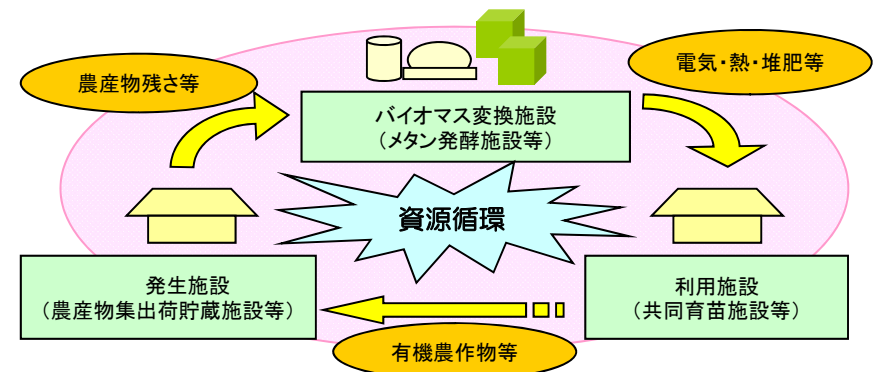 農産物残さ等
電気・熱・堆肥等
バイオマス変換施設
（メタン発酵施設等）
資源循環
発生施設
（農産物集出荷貯蔵施設等）
利用施設
（共同育苗施設等）
有機農作物等